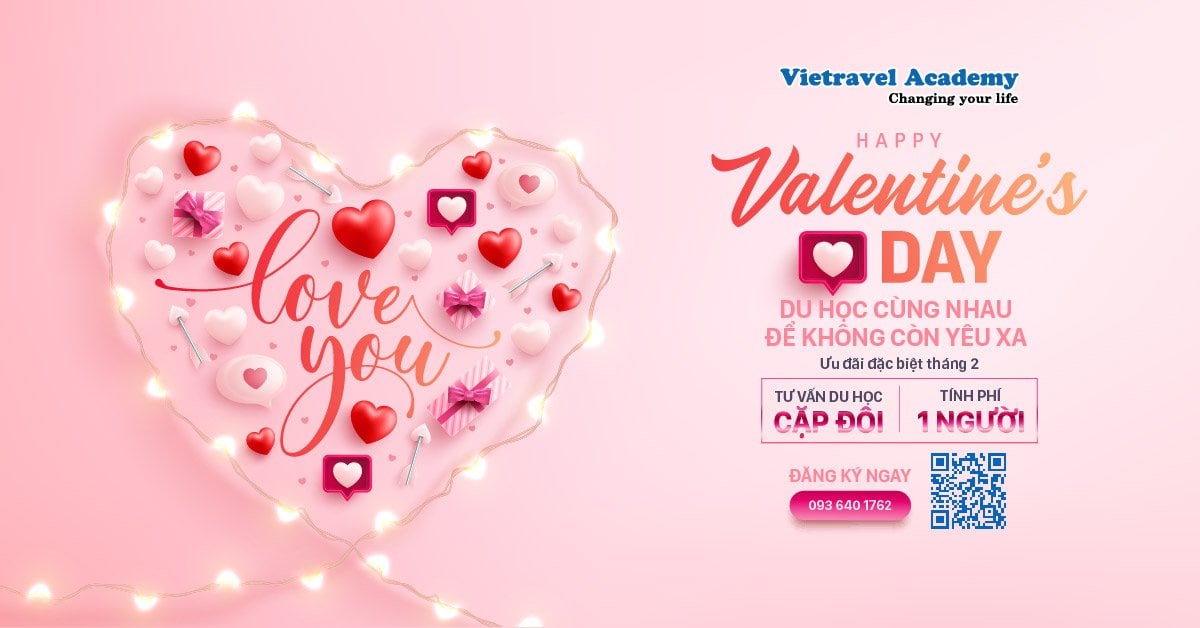 love
you
Vietravel Academy
Changing your life
HAPPY
Valentine's
DAY
DU HỌC CÙNG NHAU
ĐỂ KHÔNG CÒN YÊU XA
Ưu đãi đặc biệt tháng 2
TƯ VẤN DU HỌC
CẶP ĐÔI
TÍNH PHÍ
1 NGƯỜI
ĐĂNG KÝ NGAY
093 640 1762